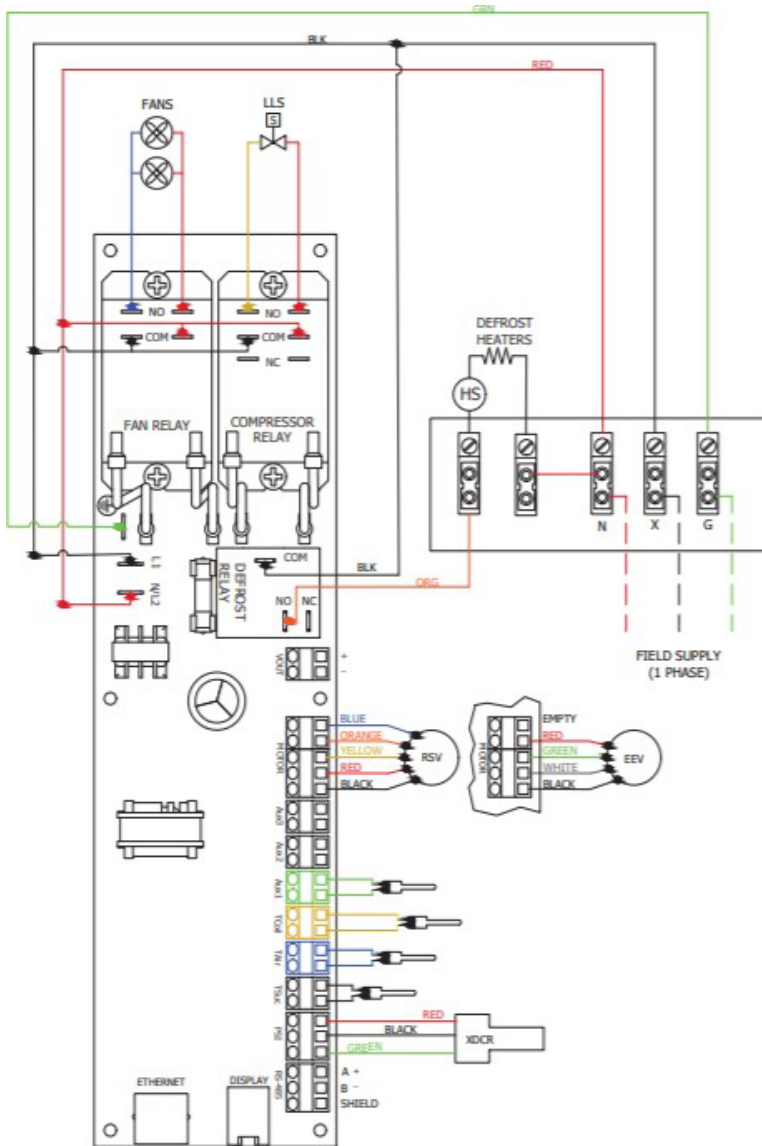 GRN
BLK
RED
FANS
LLS
S
NO
NO
COM
COM
NC
DEFROST
HEATERS
HS
FAN RELAY
COMPRESSOR
RELAY
N
X
G
L1
N/L2
DEFROST
RELAY
COM
NO
NC
BLK
ORG
FIELD SUPPLY
(1 PHASE)
VOUT
+
-
MOTOR
BLUE
ORANGE
YELLOW
RED
BLACK
RSV
MOTOR
EMPTY
RED
GREEN
WHITE
BLACK
EEV
Aux3
Aux2
Aux1
TCoil
TAir
TSuc
PSI
RED
BLACK
GREEN
XDCR
RS-485
A +
B -
SHIELD
ETHERNET
DISPLAY